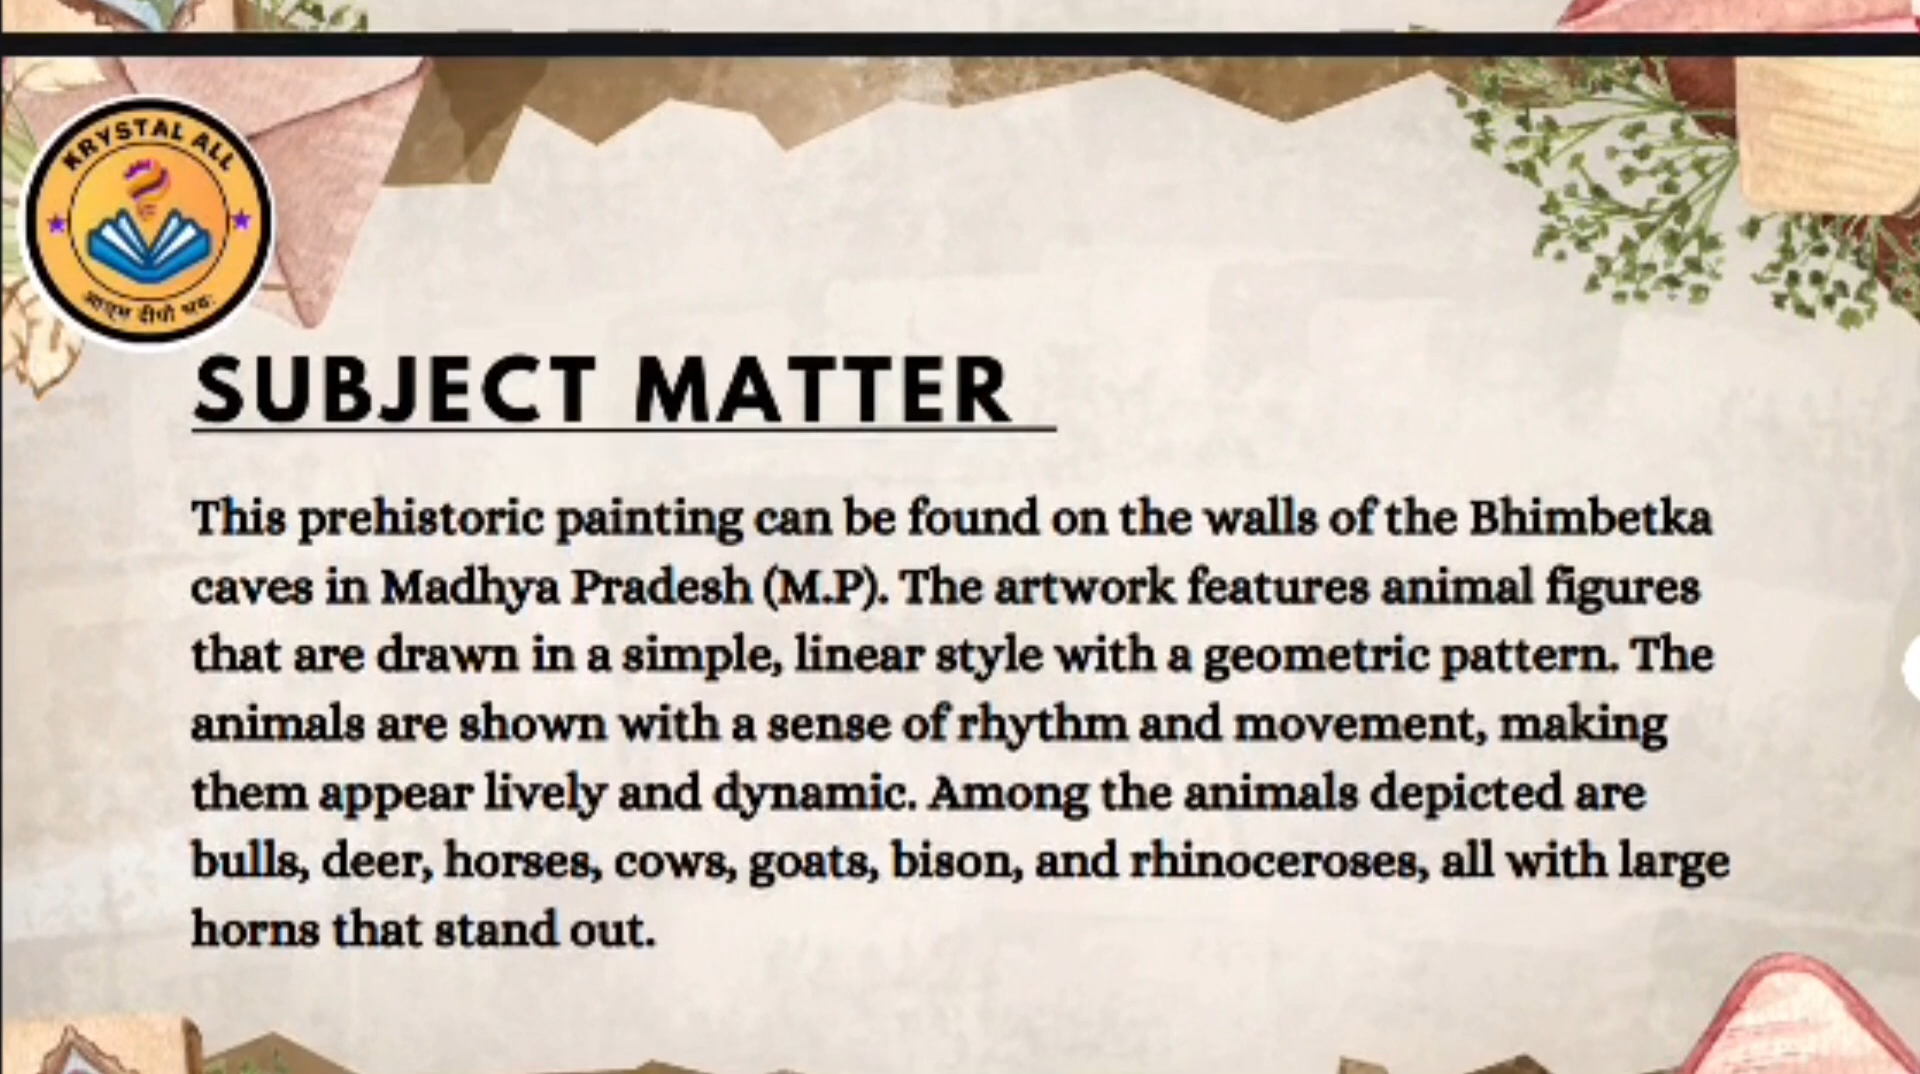 KRYSTAL ALL
SUBJECT MATTER
This prehistoric painting can be found on the walls of the Bhimbetka
caves in Madhya Pradesh (M.P). The artwork features animal figures
that are drawn in a simple, linear style with a geometric pattern. The
animals are shown with a sense of rhythm and movement, making
them appear lively and dynamic. Among the animals depicted are
bulls, deer, horses, cows, goats, bison, and rhinoceroses, all with large
horns that stand out.